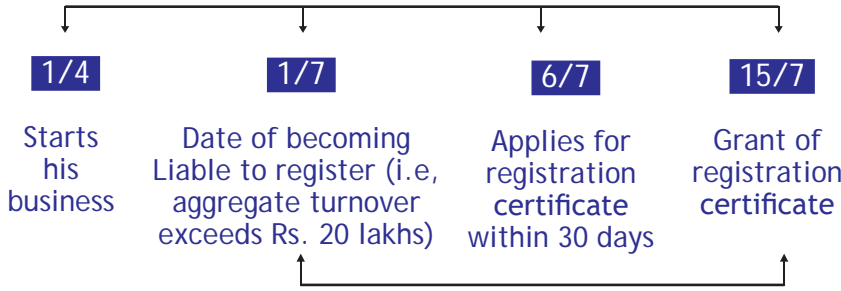 1/4
Starts
his
business
1/7
Date of becoming
Liable to register (i.e,
aggregate turnover
exceeds Rs. 20 lakhs)
6/7
Applies for
registration
certificate
within 30 days
15/7
Grant of
registration
certificate